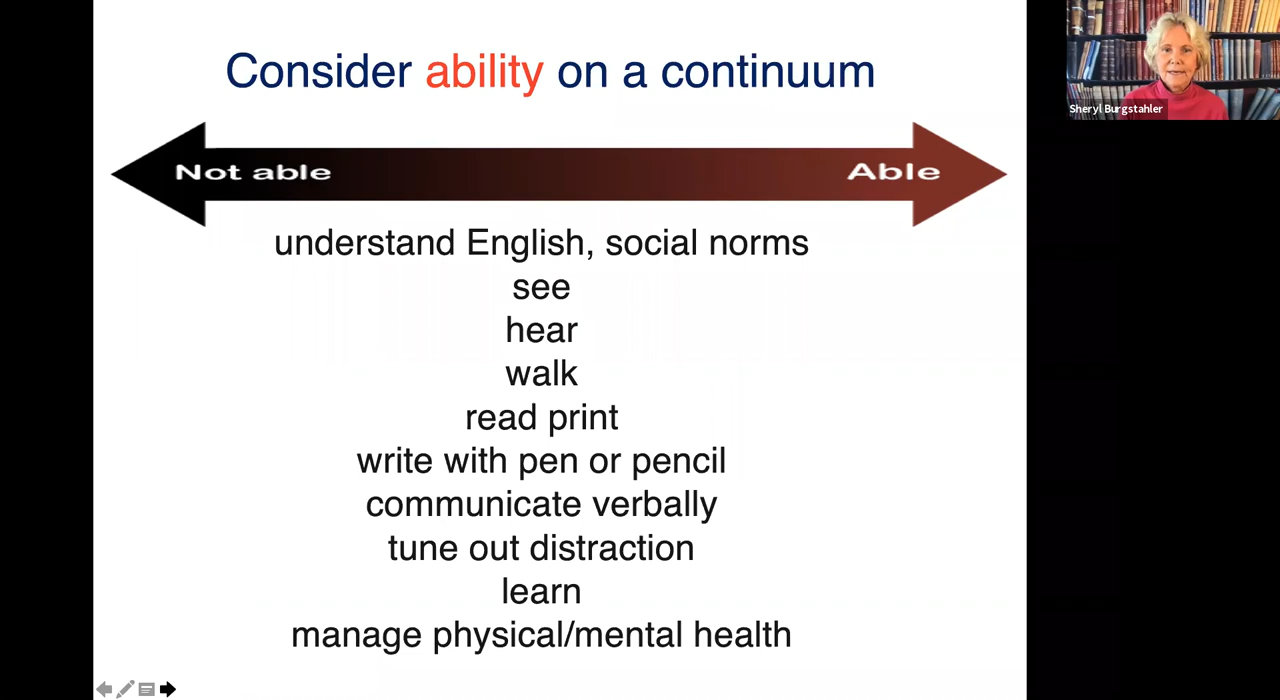 Consider ability on a continuum
Not able
Able
understand English, social norms
see
hear
walk
read print
write with pen or pencil
communicate verbally
tune out distraction
learn
manage physical/mental health
Sheryl Burgstahler